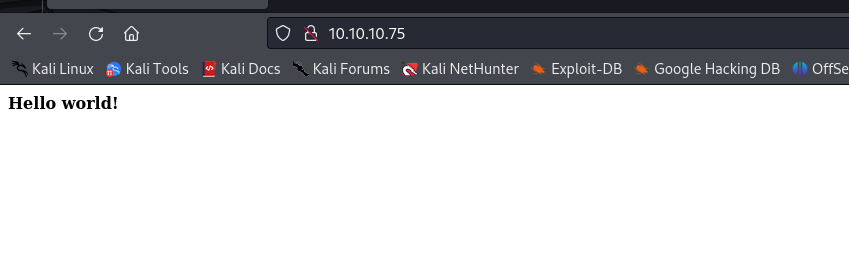 10.10.10.75
Kali Linux Kali Tools Kali Docs Kali Forums Kali NetHunter Exploit-DB Google Hacking DB OffSe
Hello world!